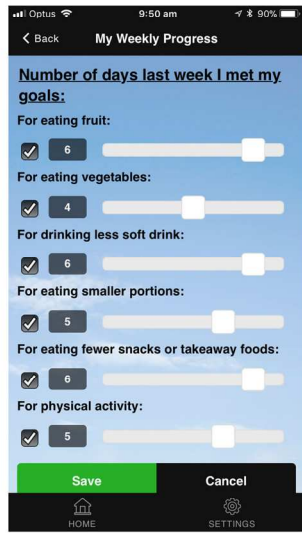 Optus 9:50 am 90%
Back My Weekly Progress
Number of days last week I met my
goals:
For eating fruit:
6
For eating vegetables:
4
For drinking less soft drink:
6
For eating smaller portions:
5
For eating fewer snacks or takeaway foods:
6
For physical activity:
5
Save Cancel
HOME SETTINGS